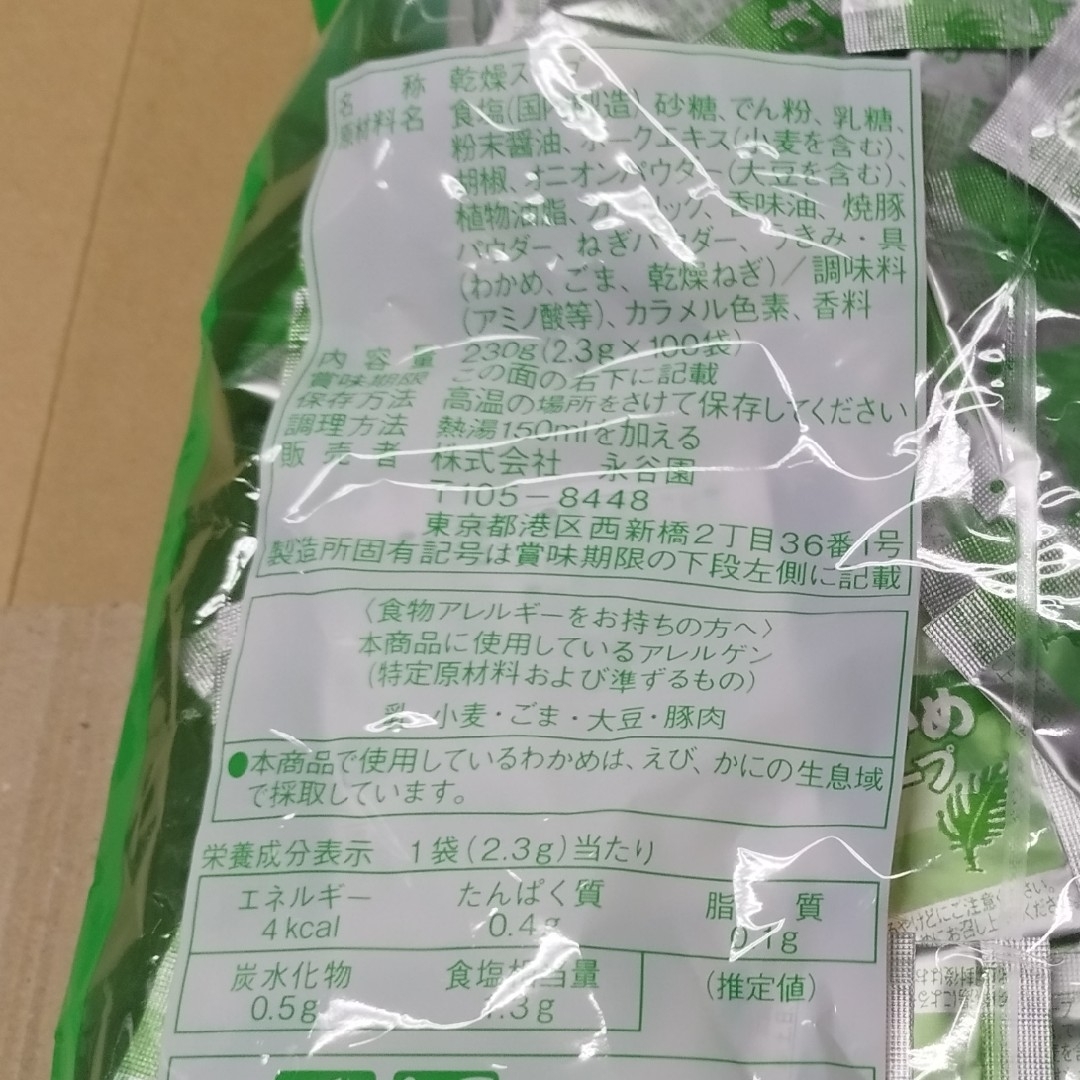 名称 乾燥スープ
原材料名 食塩(国内製造)、砂糖、でん粉、乳糖、
粉末醤油、ポークエキス(小麦を含む)、
胡椒、オニオンパウダー(大豆を含む)、
植物油脂、ガーリック、香味油、焼豚
パウダー、ねぎパウダー、うきみ・具
(わかめ、ごま、乾燥ねぎ)/調味料
(アミノ酸等)、カラメル色素、香料
内容量 230g(2.3g×100袋)
賞味期限 この面の右下に記載
保存方法 高温の場所をさけて保存してください
調理方法 熱湯150mlを加える
販売者 株式会社 永谷園
〒105-8448
東京都港区西新橋2丁目36番1号
製造所固有記号は賞味期限の下段左側に記載
〈食物アレルギーをお持ちの方へ〉
本商品に使用しているアレルゲン
(特定原材料および準ずるもの)
乳・小麦・ごま・大豆・豚肉
●本商品で使用しているわかめは、えび、かにの生息域
で採取しています。
栄養成分表示 1袋(2.3g)当たり
エネルギー たんぱく質 脂質
4kcal 0.4g 0.1g
炭水化物 食塩相当量 (推定値)
0.5g 1.3g